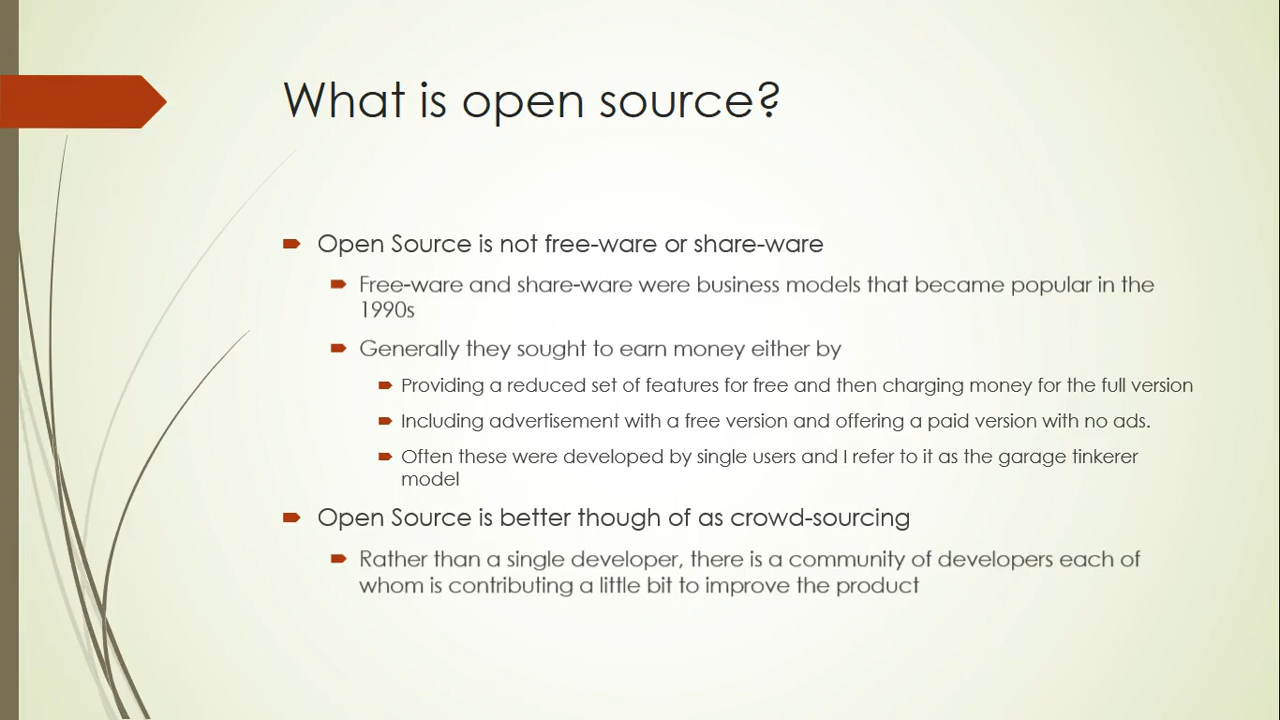 What is open source?
Open Source is not free-ware or share-ware
Free-ware and share-ware were business models that became popular in the
1990s
Generally they sought to earn money either by
Providing a reduced set of features for free and then charging money for the full version
Including advertisement with a free version and offering a paid version with no ads.
Often these were developed by single users and I refer to it as the garage tinkerer
model
Open Source is better though of as crowd-sourcing
Rather than a single developer, there is a community of developers each of
whom is contributing a little bit to improve the product